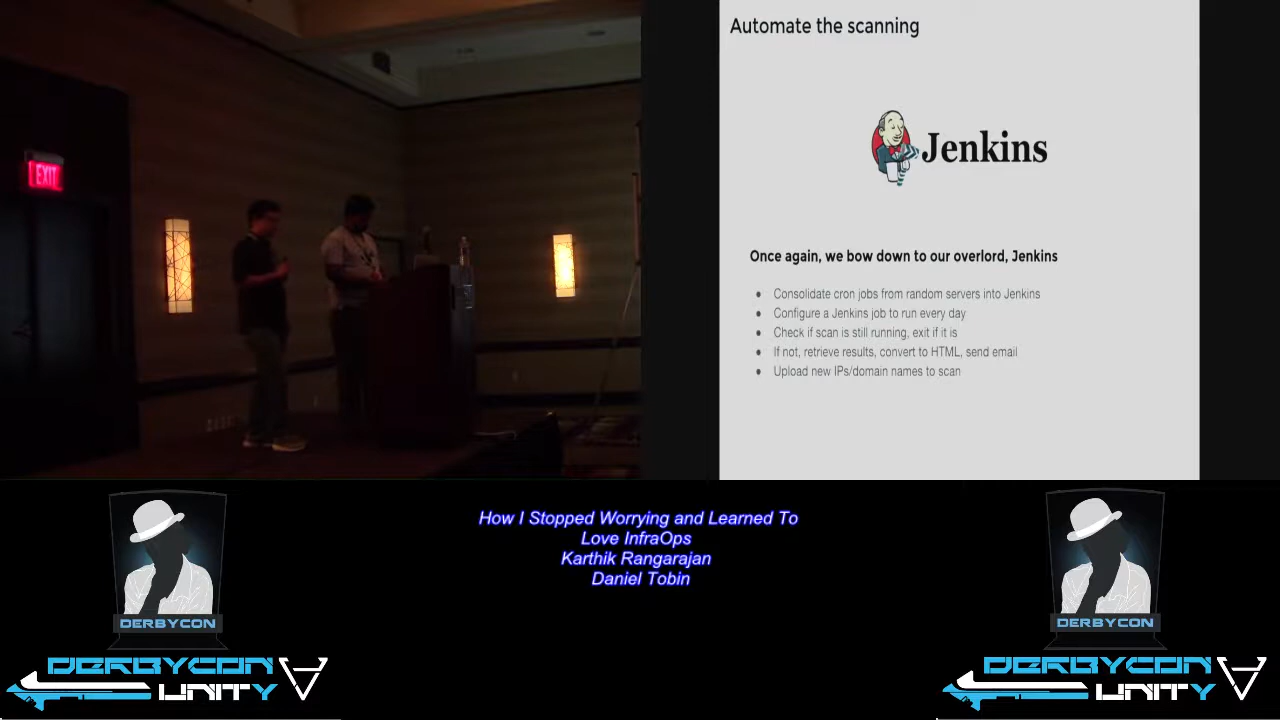 EXIT
Automate the scanning
Jenkins
Once again, we bow down to our overlord, Jenkins
● Consolidate cron jobs from random servers into Jenkins
● Configure a Jenkins job to run every day
● Check if scan is still running, exit if it is
● If not, retrieve results, convert to HTML, send email
● Upload new IPs/domain names to scan
How I Stopped Worrying and Learned To
Love InfraOps
Karthik Rangarajan
Daniel Tobin
DERBYCON
DERBYCON
UNITY
DERBYCON
DERBYCON
UNITY